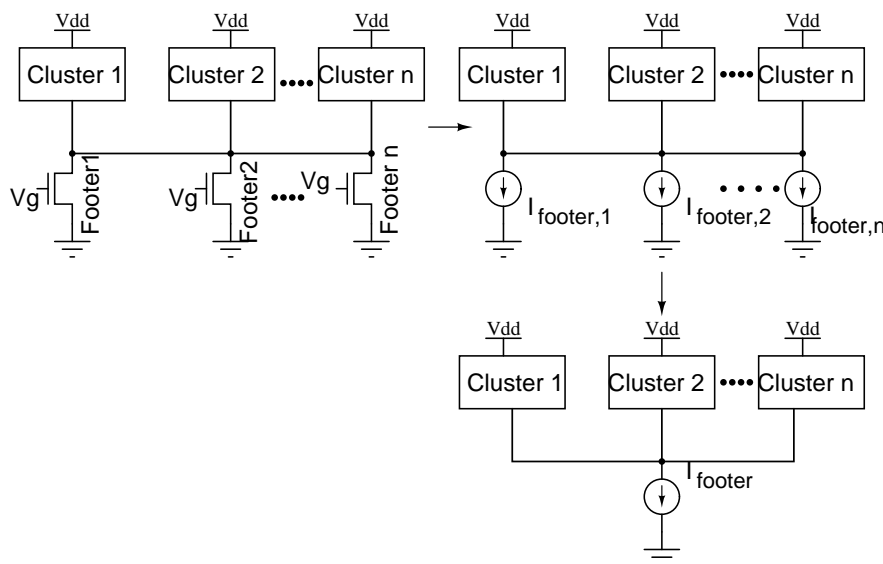 Vdd Vdd Vdd Vdd Vdd Vdd
Cluster 1 Cluster 2 Cluster n Cluster 1 Cluster 2 Cluster n
Vg Footer1 Vg Footer2 Vg Footer n
I footer,1 I footer,2 I footer,n
Vdd Vdd Vdd
Cluster 1 Cluster 2 Cluster n
I footer